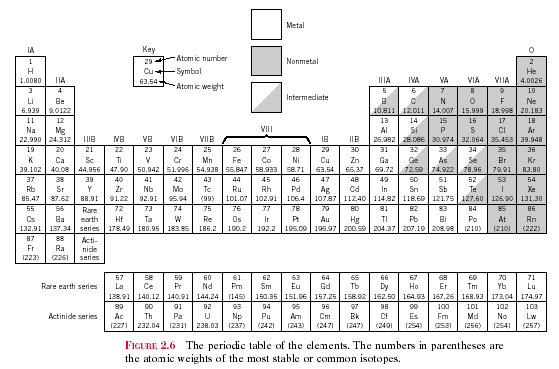 Metal
IA Key O
1 29 Atomic number 2
H Cu Symbol Nonmetal He
1.0080 IIA 63.54 Atomic weight IIIA IVA VA VIA VIIA 4.0026
3 4 5 6 7 8 9 10
Li Be Intermediate B C N O F Ne
6.939 9.0122 10.811 12.011 14.007 15.999 18.998 20.183
11 12 13 14 15 16 17 18
Na Mg VIII Al Si P S Cl Ar
22.990 24.312 IIIB IVB VB VIB VIIB IB IIB 26.982 28.086 30.974 32.064 35.453 39.948
19 20 21 22 23 24 25 26 27 28 29 30 31 32 33 34 35 36
K Ca Sc Ti V Cr Mn Fe Co Ni Cu Zn Ga Ge As Se Br Kr
39.102 40.08 44.956 47.90 50.942 51.996 54.938 55.847 58.933 58.71 63.54 65.37 69.72 72.59 74.922 78.96 79.91 83.80
37 38 39 40 41 42 43 44 45 46 47 48 49 50 51 52 53 54
Rb Sr Y Zr Nb Mo Tc Ru Rh Pd Ag Cd In Sn Sb Te I Xe
85.47 87.62 88.91 91.22 92.91 95.94 (99) 101.07 102.91 106.4 107.87 112.40 114.82 118.69 121.75 127.60 126.90 131.30
55 56 Rare 72 73 74 75 76 77 78 79 80 81 82 83 84 85 86
Cs Ba earth Hf Ta W Re Os Ir Pt Au Hg Tl Pb Bi Po At Rn
132.91 137.34 series 178.49 180.95 183.85 186.2 190.2 192.2 195.09 196.97 200.59 204.37 207.19 208.98 (210) (210) (222)
87 88 Acti-
Fr Ra nide
(223) (226) series
57 58 59 60 61 62 63 64 65 66 67 68 69 70 71
Rare earth series La Ce Pr Nd Pm Sm Eu Gd Tb Dy Ho Er Tm Yb Lu
138.91 140.12 140.91 144.24 (145) 150.35 151.96 157.25 158.92 162.50 164.93 167.26 168.93 173.04 174.97
89 90 91 92 93 94 95 96 97 98 99 100 101 102 103
Actinide series Ac Th Pa U Np Pu Am Cm Bk Cf Es Fm Md No Lw
(227) 232.04 (231) 238.03 (237) (242) (243) (247) (247) (249) (254) (253) (256) (254) (257)
FIGURE 2.6 The periodic table of the elements. The numbers in parentheses are
the atomic weights of the most stable or common isotopes.